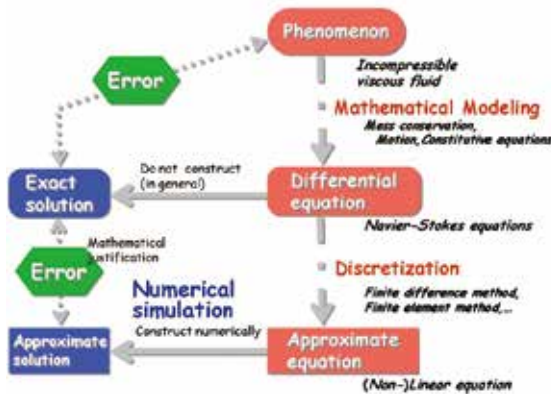 Phenomenon
Error
Incompressible
viscous fluid
Mathematical Modeling
Mass conservation,
Motion, Constitutive equations
Do not construct
(in general)
Exact
solution
Differential
equation
Navier-Stokes equations
Mathematical
justification
Error
Discretization
Numerical
simulation
Finite difference method,
Finite element method,...
Construct numerically
Approximate
solution
Approximate
equation
(Non-)Linear equation